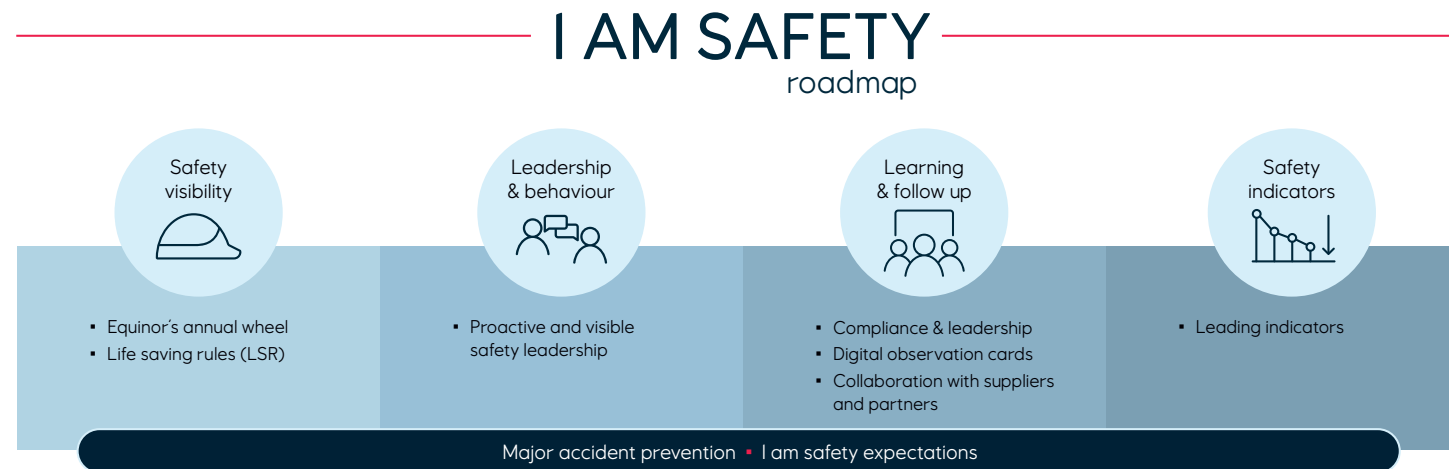 I AM SAFETY
roadmap
Safety
visibility
Leadership
& behaviour
Learning
& follow up
Safety
indicators
▪ Equinor´s annual wheel
▪ Life saving rules (LSR)
▪ Proactive and visible
safety leadership
▪ Compliance & leadership
▪ Digital observation cards
▪ Collaboration with suppliers
and partners
▪ Leading indicators
Major accident prevention ▪ I am safety expectations